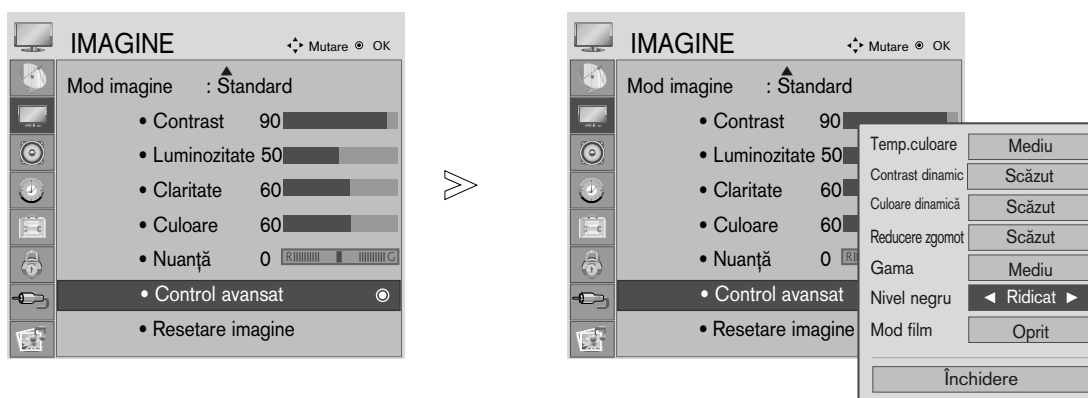 IMAGINE
Mutare OK
Mod imagine : Standard
• Contrast 90
• Luminozitate 50
• Claritate 60
• Culoare 60
• Nuanță 0 R G
• Control avansat
• Resetare imagine
IMAGINE
Mutare OK
Mod imagine : Standard
• Contrast 90
• Luminozitate 50
• Claritate 60
• Culoare 60
• Nuanță 0 R
• Control avansat
• Resetare imagine
Temp.culoare Mediu
Contrast dinamic Scăzut
Culoare dinamică Scăzut
Reducere zgomot Scăzut
Gama Mediu
Nivel negru ◄ Ridicat ►
Mod film Oprit
Închidere